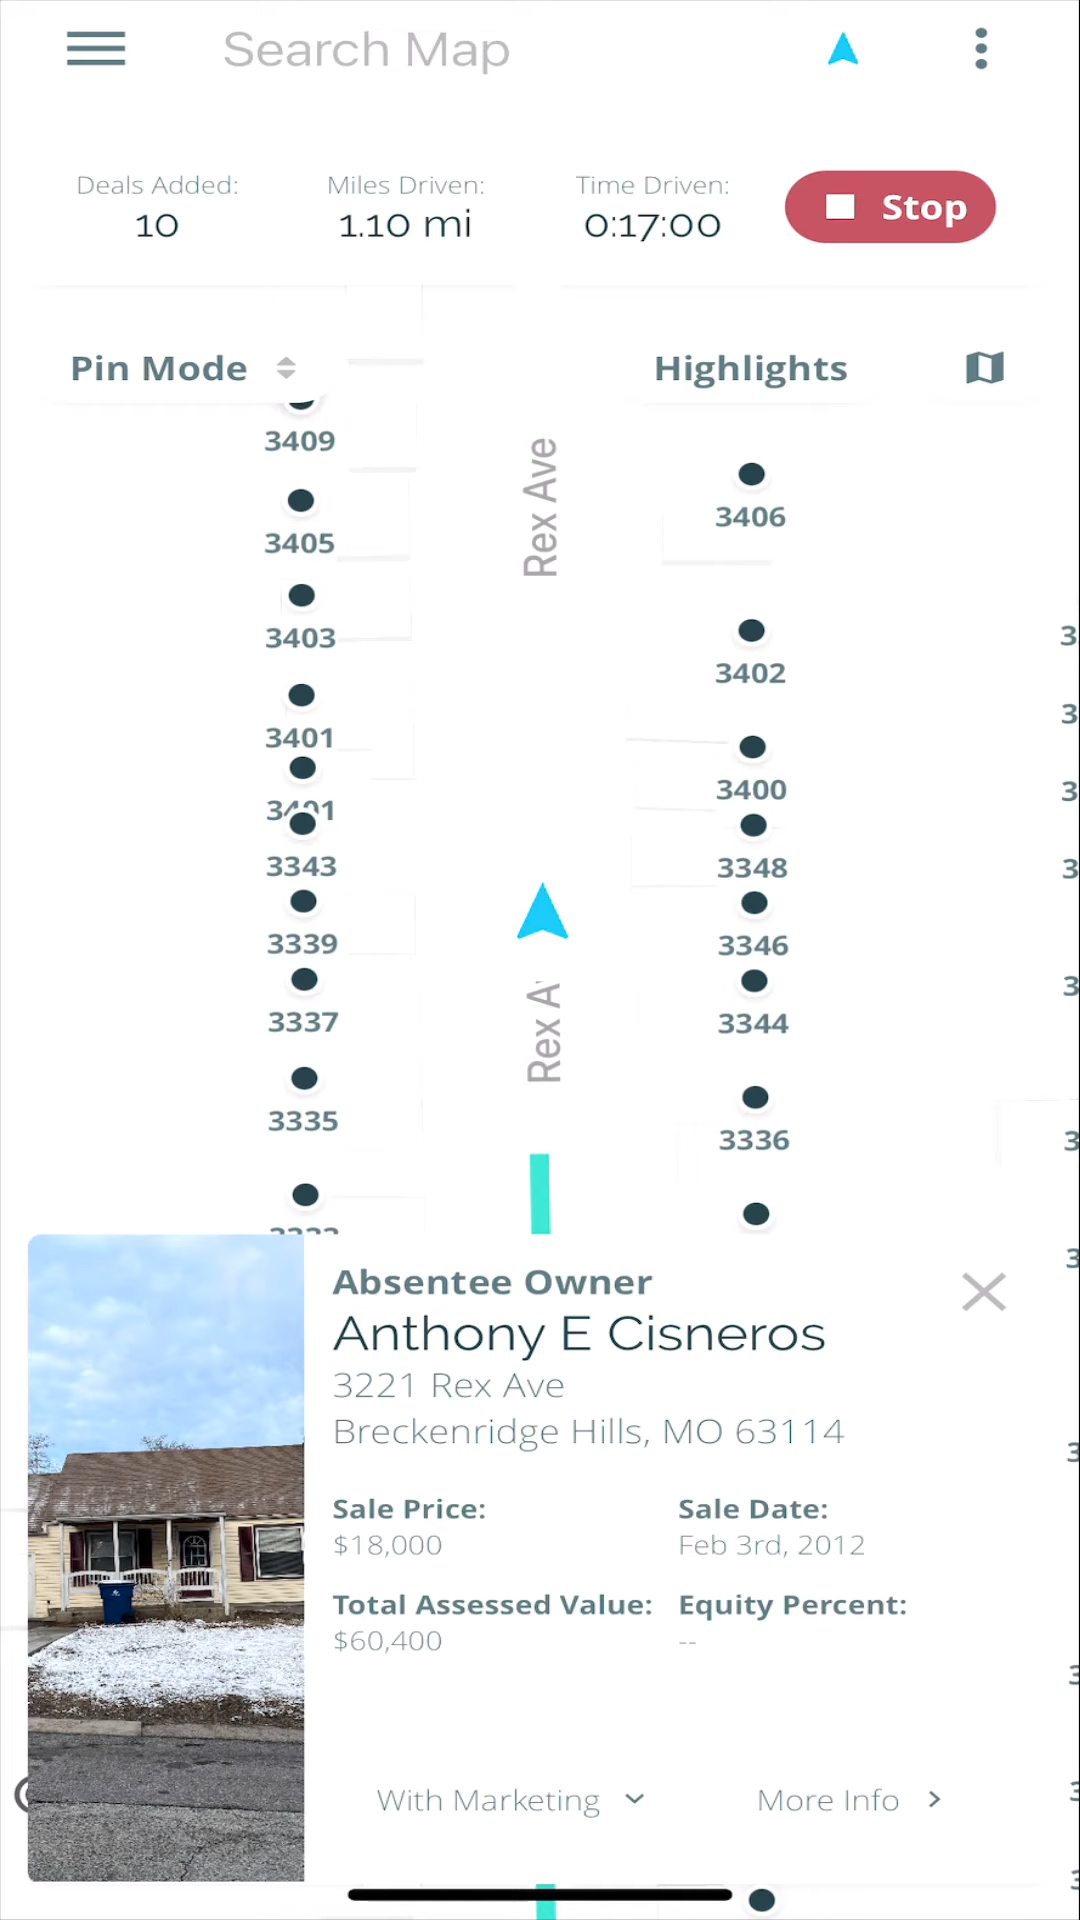 Search Map
Deals Added:
10
Miles Driven:
1.10 mi
Time Driven:
0:17:00
Stop
Pin Mode
Highlights
3409
3405
3403
3401
3401
3343
3339
3337
3335
Rex Ave
Rex A
3406
3402
3400
3348
3346
3344
3336
Absentee Owner
Anthony E Cisneros
3221 Rex Ave
Breckenridge Hills, MO 63114
Sale Price:
$18,000
Sale Date:
Feb 3rd, 2012
Total Assessed Value:
$60,400
Equity Percent:
--
With Marketing
More Info